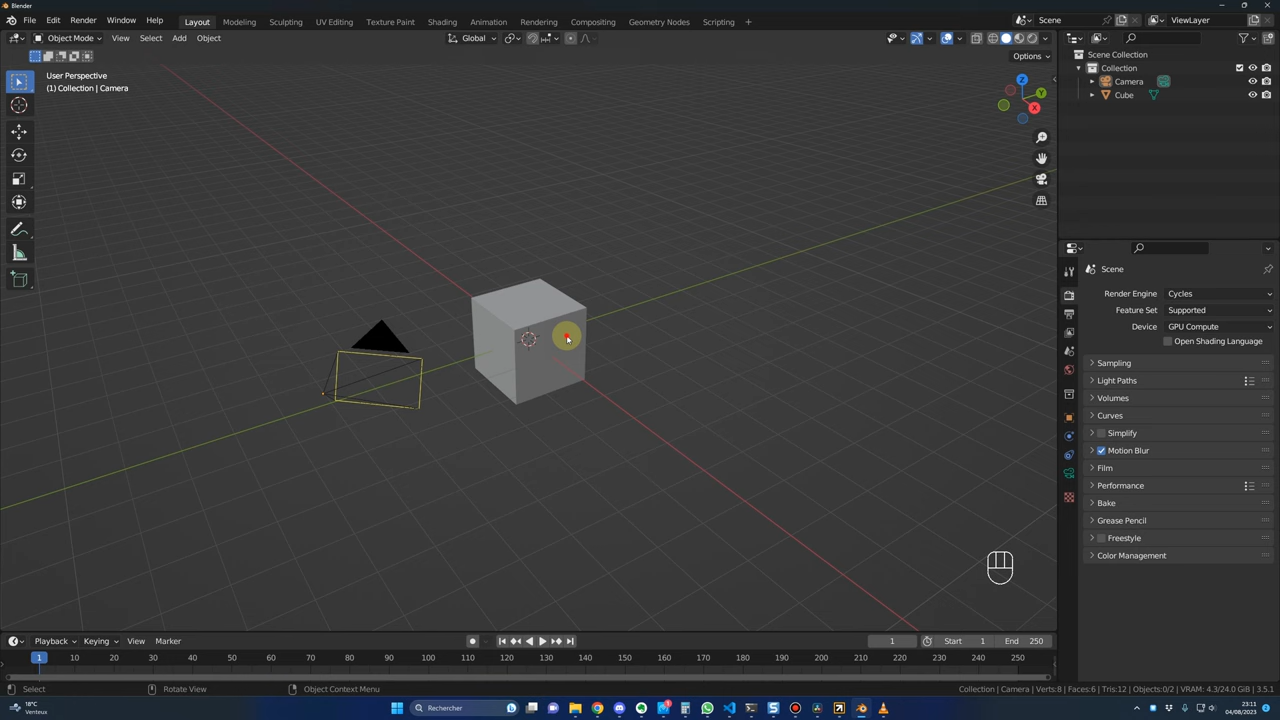 Blender
File Edit Render Window Help Layout Modeling Sculpting UV Editing Texture Paint Shading Animation Rendering Compositing Geometry Nodes Scripting + Scene ViewLayer
Object Mode View Select Add Object Global
Options
User Perspective
(1) Collection | Camera
Z
Y
X
Scene Collection
Collection
Camera
Cube
Scene
Render Engine Cycles
Feature Set Supported
Device GPU Compute
Open Shading Language
Sampling
Light Paths
Volumes
Curves
Simplify
Motion Blur
Film
Performance
Bake
Grease Pencil
Freestyle
Color Management
Playback Keying View Marker 1 Start 1 End 250
1 10 20 30 40 50 60 70 80 90 100 110 120 130 140 150 160 170 180 190 200 210 220 230 240 250
Select Rotate View Object Context Menu Collection | Camera | Verts:8 | Faces:6 | Tris:12 | Objects:0/2 | VRAM: 4.3/24.0 GiB | 3.5.1
18°C
Venteux
Rechercher
23:11
04/08/2023